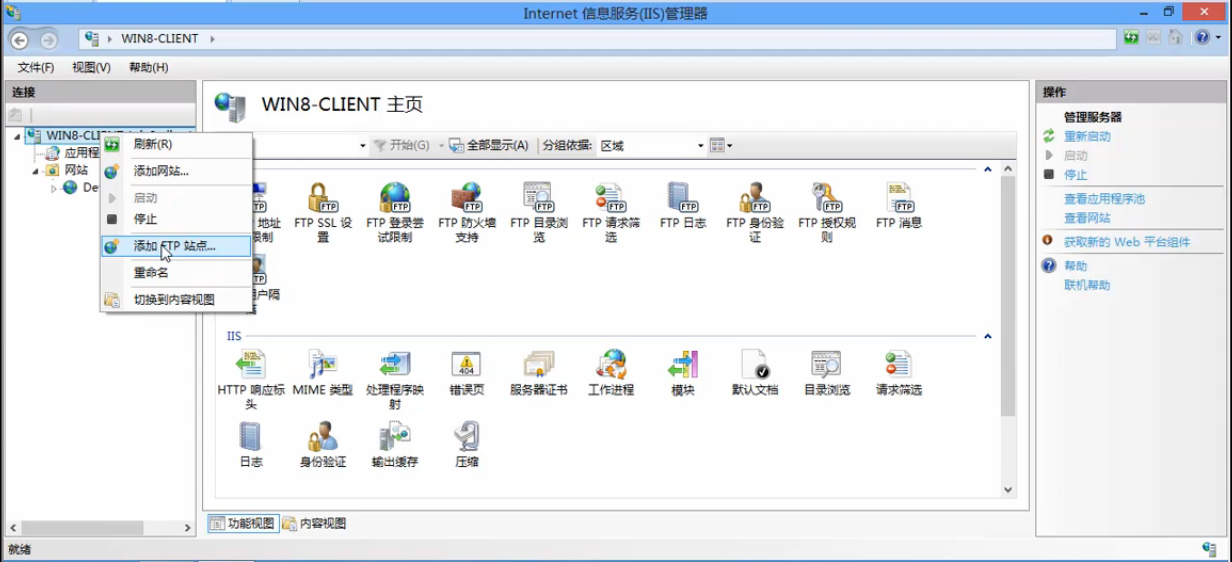 Internet 信息服务(IIS)管理器
WIN8-CLIENT
文件(F) 视图(V) 帮助(H)
连接
应用程
网站
刷新(R)
添加网站...
启动
停止
添加 FTP 站点...
重命名
切换到内容视图
WIN8-CLIENT 主页
开始(G) 全部显示(A) 分组依据: 区域
FTP SSL 设
置
FTP 登录尝
试限制
FTP 防火墙
支持
FTP 目录浏
览
FTP 请求筛
选
FTP 日志
FTP 身份验
证
FTP 授权规
则
FTP 消息
IIS
HTTP 响应标
头
MIME 类型
处理程序映
射
错误页
服务器证书
工作进程
模块
默认文档
目录浏览
请求筛选
日志
身份验证
输出缓存
压缩
功能视图 内容视图
操作
管理服务器
重新启动
启动
停止
查看应用程序池
查看网站
获取新的 Web 平台组件
帮助
联机帮助
就绪